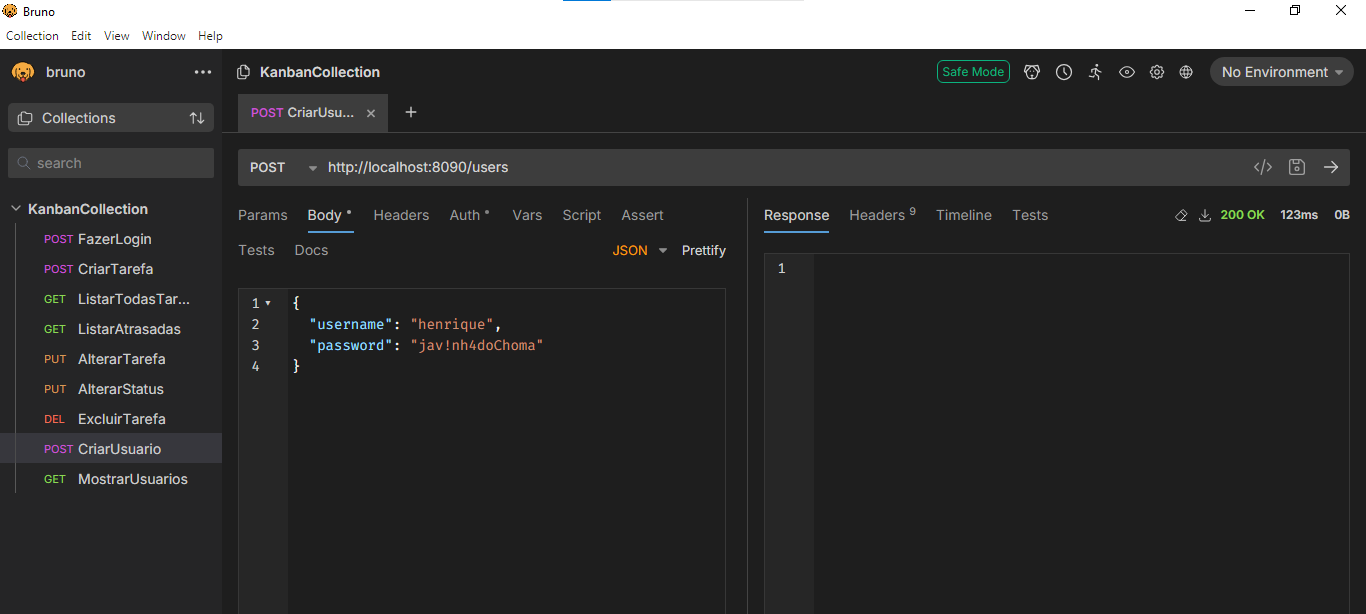 Bruno
Collection Edit View Window Help
bruno
KanbanCollection
Safe Mode
No Environment
Collections
POST CriarUsu...
search
POST http://localhost:8090/users
KanbanCollection
POST FazerLogin
POST CriarTarefa
GET ListarTodasTar...
GET ListarAtrasadas
PUT AlterarTarefa
PUT AlterarStatus
DEL ExcluirTarefa
POST CriarUsuario
GET MostrarUsuarios
Params Body Headers Auth Vars Script Assert
Tests Docs JSON Prettify
1 {
2 "username": "henrique",
3 "password": "jav!nh4doChoma"
4 }
Response Headers 9 Timeline Tests 200 OK 123ms 0B
1